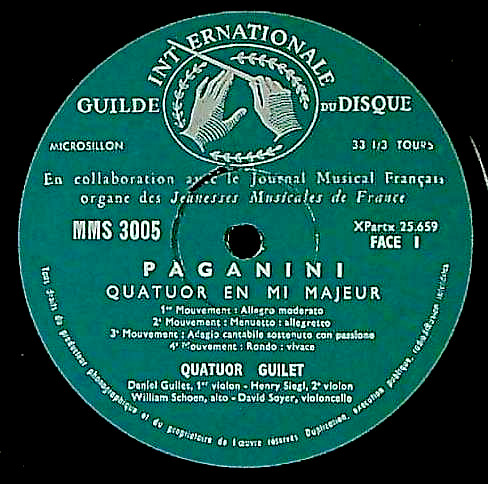 GUILDE INTERNATIONALE DU DISQUE
MICROSILLON 33 1/3 TOURS
En collaboration avec le Journal Musical Français
organe des Jeunesses Musicales de France
MMS 3005
XPartx 25.659
FACE I
PAGANINI
QUATUOR EN MI MAJEUR
1er Mouvement : Allegro moderato
2e Mouvement : Menuetto : allegretto
3e Mouvement : Adagio cantabile sostenuto con passione
4e Mouvement : Rondo : vivace
QUATUOR GUILET
Daniel Guilet, 1er violon - Henry Siegl, 2e violon
William Schoen, alto - David Soyer, violoncelle
Tous droits du producteur phonographique et du propriétaire de l'œuvre réservés. Duplication, exécution publique, radiodiffusion interdites